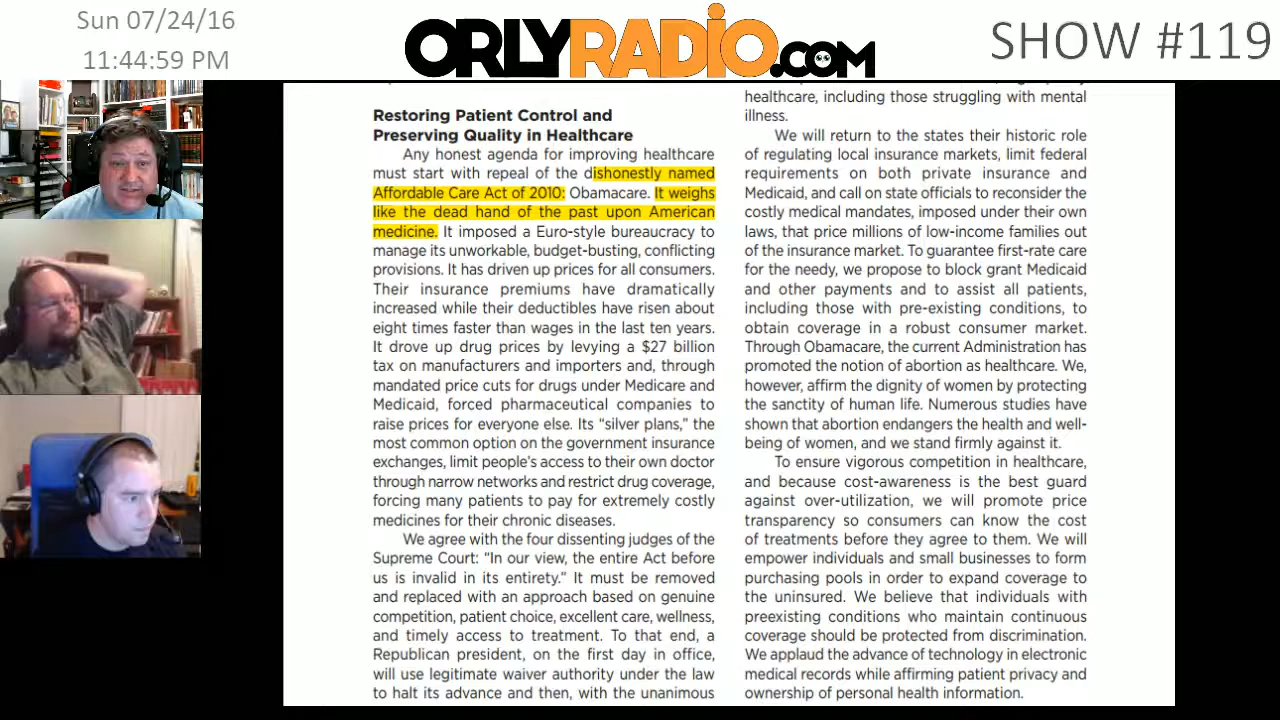 Sun 07/24/16
11:44:59 PM
ORLYRADiO.COM
SHOW #119
Restoring Patient Control and
Preserving Quality in Healthcare
Any honest agenda for improving healthcare
must start with repeal of the dishonestly named
Affordable Care Act of 2010: Obamacare. It weighs
like the dead hand of the past upon American
medicine. It imposed a Euro-style bureaucracy to
manage its unworkable, budget-busting, conflicting
provisions. It has driven up prices for all consumers.
Their insurance premiums have dramatically
increased while their deductibles have risen about
eight times faster than wages in the last ten years.
It drove up drug prices by levying a $27 billion
tax on manufacturers and importers and, through
mandated price cuts for drugs under Medicare and
Medicaid, forced pharmaceutical companies to
raise prices for everyone else. Its “silver plans,” the
most common option on the government insurance
exchanges, limit people’s access to their own doctor
through narrow networks and restrict drug coverage,
forcing many patients to pay for extremely costly
medicines for their chronic diseases.
We agree with the four dissenting judges of the
Supreme Court: “In our view, the entire Act before
us is invalid in its entirety.” It must be removed
and replaced with an approach based on genuine
competition, patient choice, excellent care, wellness,
and timely access to treatment. To that end, a
Republican president, on the first day in office,
will use legitimate waiver authority under the law
to halt its advance and then, with the unanimous
healthcare, including those struggling with mental
illness.
We will return to the states their historic role
of regulating local insurance markets, limit federal
requirements on both private insurance and
Medicaid, and call on state officials to reconsider the
costly medical mandates, imposed under their own
laws, that price millions of low-income families out
of the insurance market. To guarantee first-rate care
for the needy, we propose to block grant Medicaid
and other payments and to assist all patients,
including those with pre-existing conditions, to
obtain coverage in a robust consumer market.
Through Obamacare, the current Administration has
promoted the notion of abortion as healthcare. We,
however, affirm the dignity of women by protecting
the sanctity of human life. Numerous studies have
shown that abortion endangers the health and well-
being of women, and we stand firmly against it.
To ensure vigorous competition in healthcare,
and because cost-awareness is the best guard
against over-utilization, we will promote price
transparency so consumers can know the cost
of treatments before they agree to them. We will
empower individuals and small businesses to form
purchasing pools in order to expand coverage to
the uninsured. We believe that individuals with
preexisting conditions who maintain continuous
coverage should be protected from discrimination.
We applaud the advance of technology in electronic
medical records while affirming patient privacy and
ownership of personal health information.